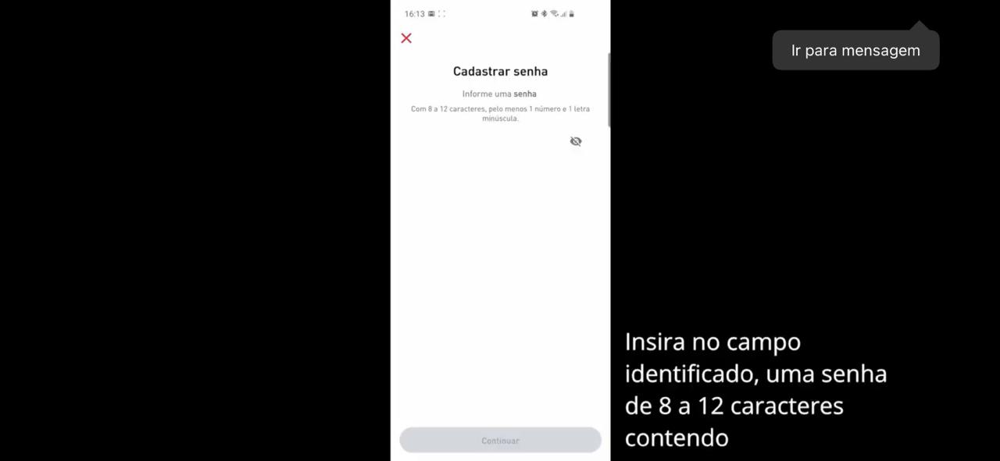 16:13
Ir para mensagem
Cadastrar senha
Informe uma senha
Com 8 a 12 caracteres, pelo menos 1 número e 1 letra
minúscula.
Insira no campo
identificado, uma senha
de 8 a 12 caracteres
contendo
Continuar